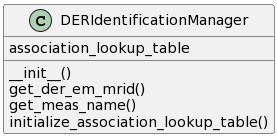 C DERIdentificationManager
association_lookup_table
__init__()
get_der_em_mrid()
get_meas_name()
initialize_association_lookup_table()